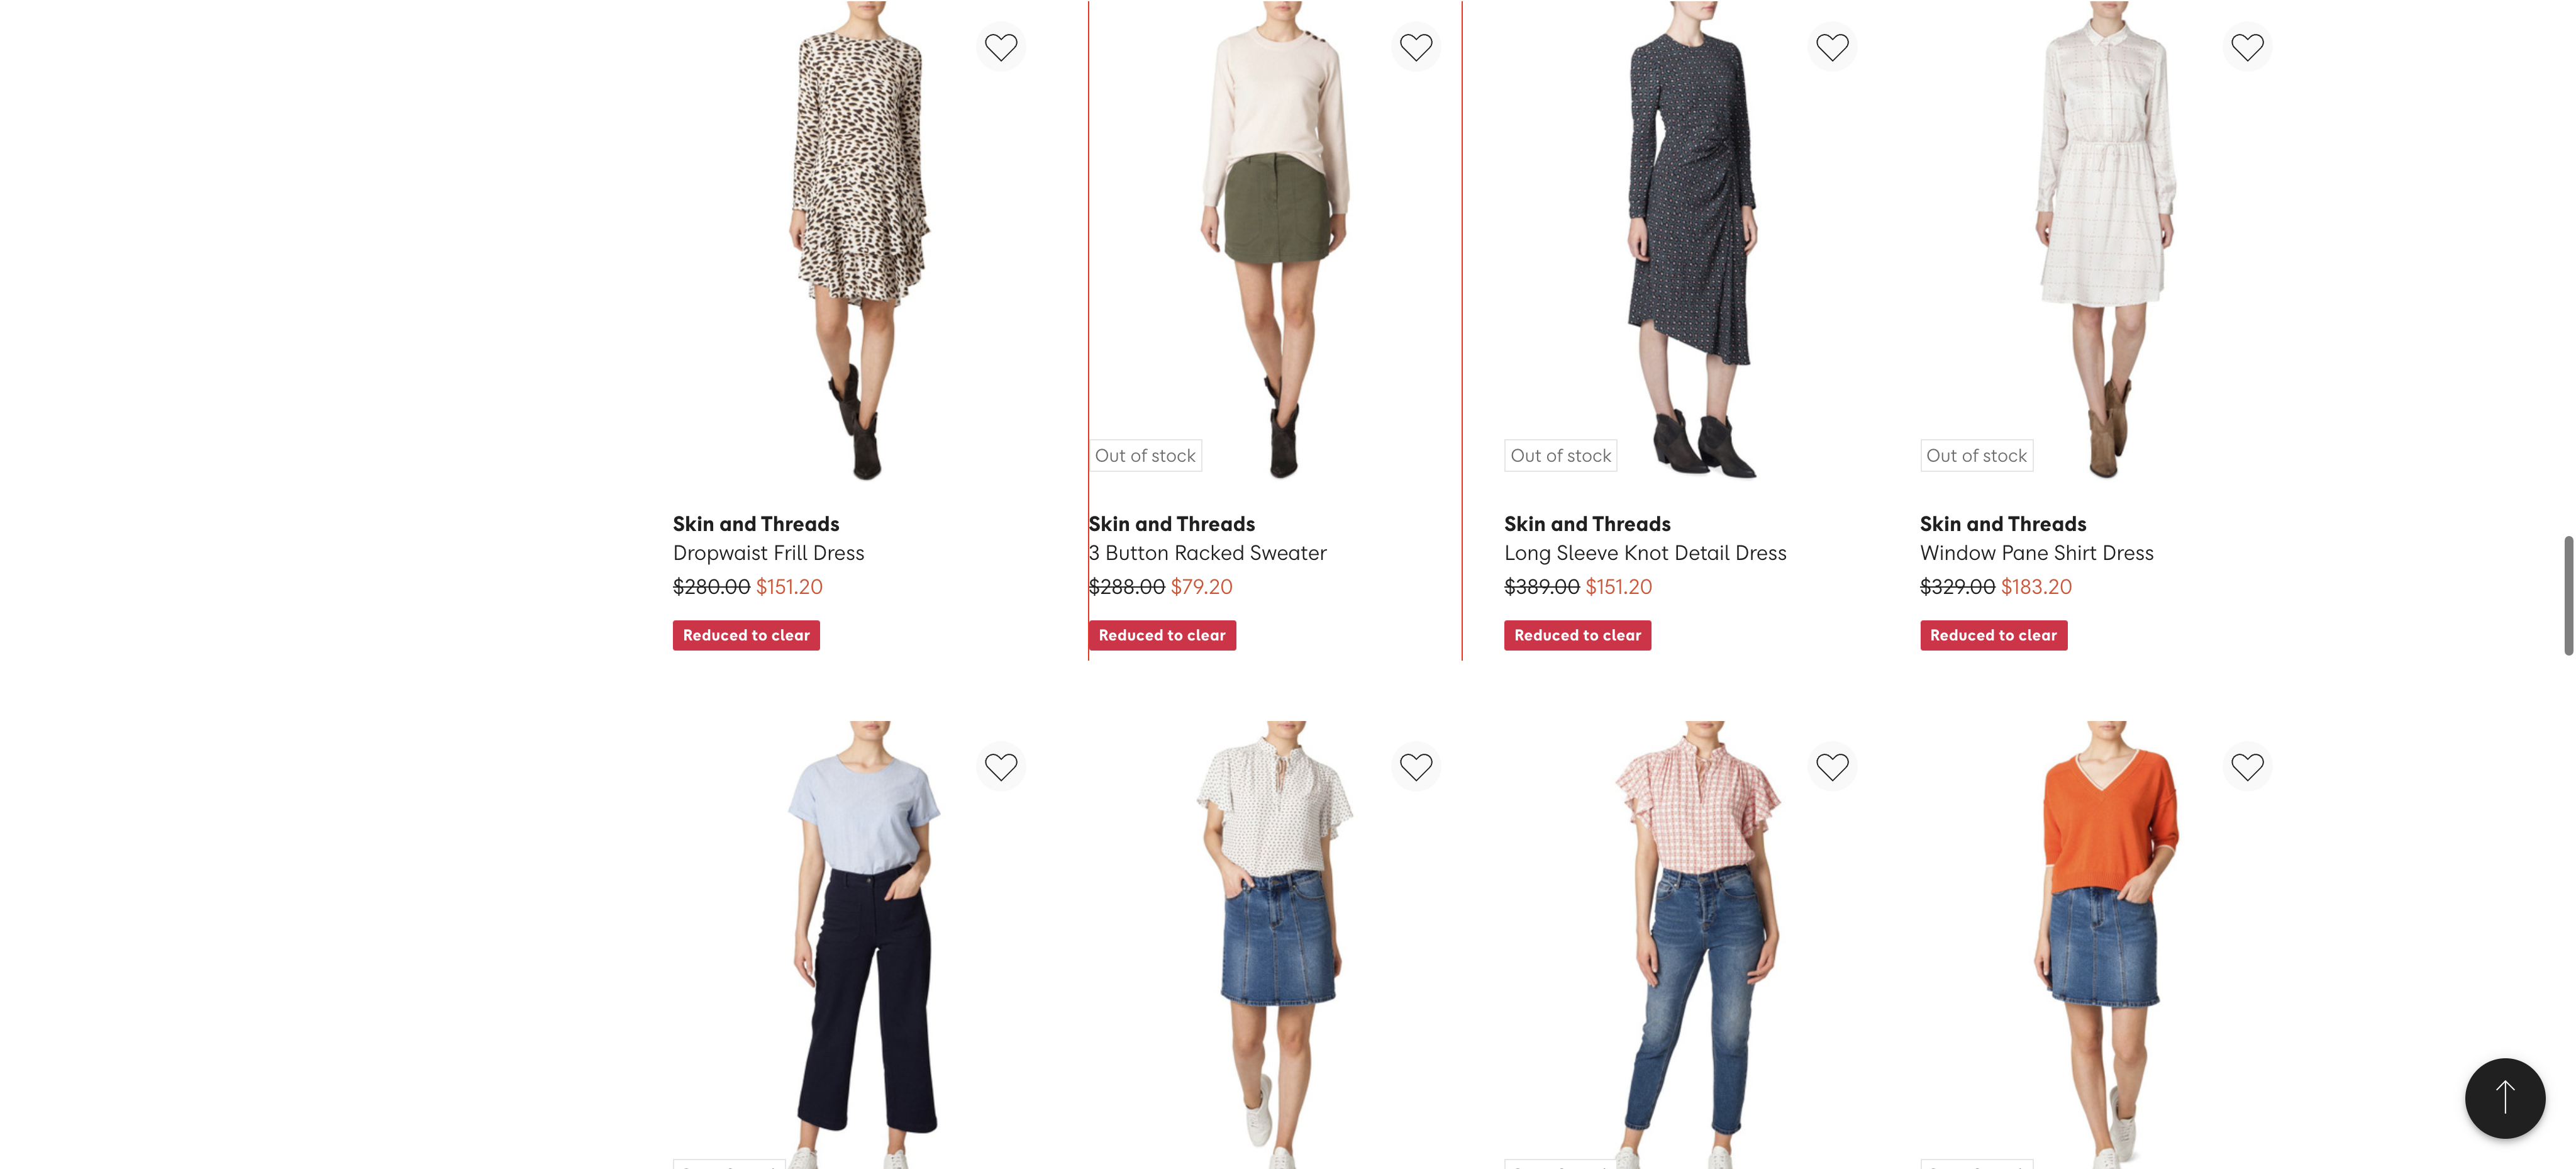 Out of stock
Out of stock
Out of stock
Skin and Threads
Dropwaist Frill Dress
$280.00 $151.20
Reduced to clear
Skin and Threads
3 Button Racked Sweater
$288.00 $79.20
Reduced to clear
Skin and Threads
Long Sleeve Knot Detail Dress
$389.00 $151.20
Reduced to clear
Skin and Threads
Window Pane Shirt Dress
$329.00 $183.20
Reduced to clear